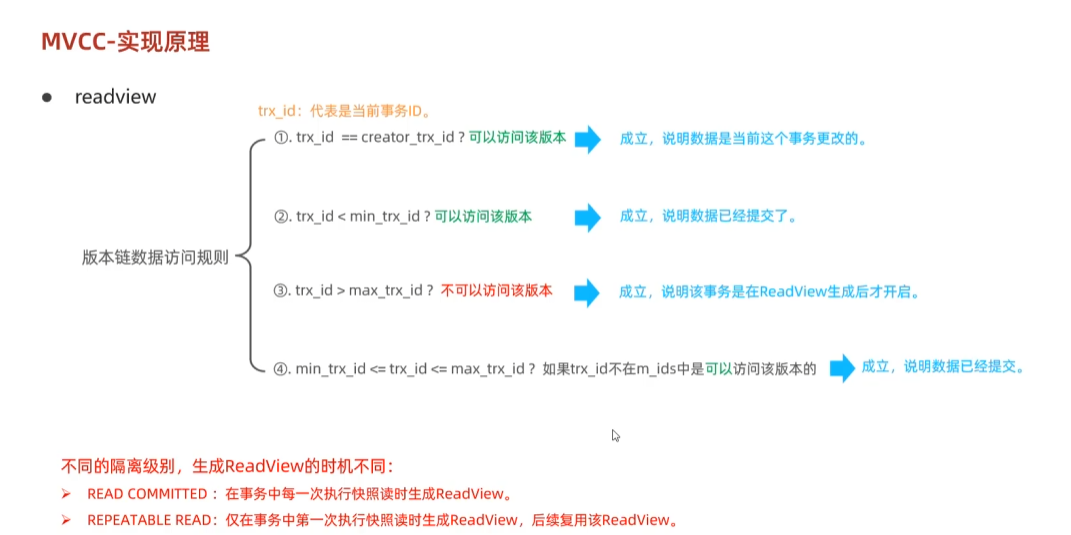 MVCC-实现原理
● readview
trx_id：代表是当前事务ID。
①. trx_id == creator_trx_id ? 可以访问该版本
成立，说明数据是当前这个事务更改的。
②. trx_id < min_trx_id ? 可以访问该版本
成立，说明数据已经提交了。
版本链数据访问规则
③. trx_id > max_trx_id ? 不可以访问该版本
成立，说明该事务是在ReadView生成后才开启。
④. min_trx_id <= trx_id <= max_trx_id ? 如果trx_id不在m_ids中是可以访问该版本的
成立，说明数据已经提交。
不同的隔离级别，生成ReadView的时机不同：
➢ READ COMMITTED ：在事务中每一次执行快照读时生成ReadView。
➢ REPEATABLE READ：仅在事务中第一次执行快照读时生成ReadView，后续复用该ReadView。